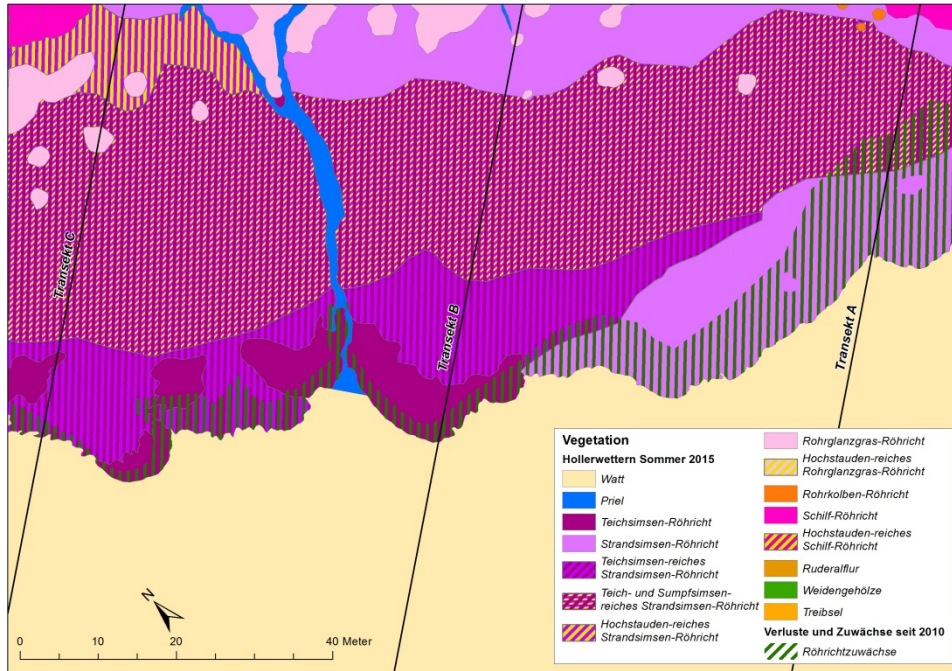 Transekt C
Transekt B
Transekt A
N
0 10 20 40 Meter
Vegetation
Hollerwettern Sommer 2015
Watt
Priel
Teichsimsen-Röhricht
Strandsimsen-Röhricht
Teichsimsen-reiches
Strandsimsen-Röhricht
Teich- und Sumpfsimsen-
reiches Strandsimsen-Röhricht
Hochstauden-reiches
Strandsimsen-Röhricht
Rohrglanzgras-Röhricht
Hochstauden-reiches
Rohrglanzgras-Röhricht
Rohrkolben-Röhricht
Schilf-Röhricht
Hochstauden-reiches
Schilf-Röhricht
Ruderalflur
Weidengehölze
Treibsel
Verluste und Zuwächse seit 2010
Röhrichtzuwächse